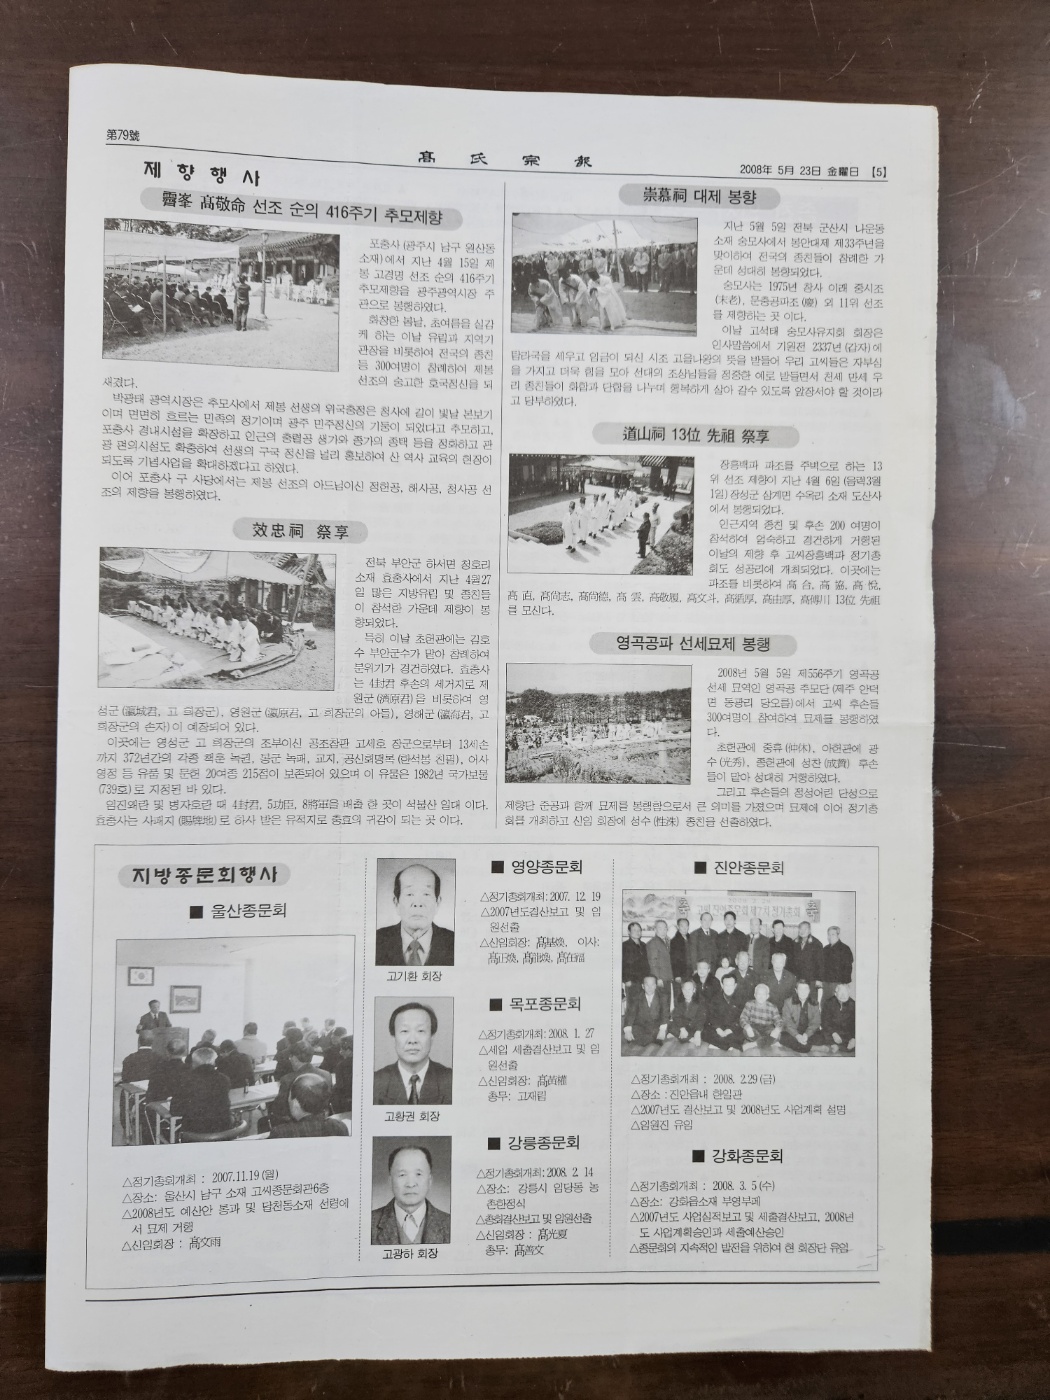 第79號
高氏宗報
2008年 5月 23日 金曜日 【5】
제향행사
霽峯 高敬命 선조 순의 416주기 추모제향
포충사(광주시 남구 원산동
소재)에서 지난 4월 15일 제
봉 고경명 선조 순의 416주기
추모제향을 광주광역시장 주
관으로 봉행하였다.
화창한 봄날, 초여름을 실감
케 하는 이날 유림과 지역기
관장을 비롯하여 전국의 종친
등 300여명이 참례하여 제봉
선조의 숭고한 호국정신을 되
새겼다.
박광태 광역시장은 추모사에서 제봉 선생의 위국충정은 청사에 길이 빛날 본보기
이며 면면히 흐르는 민족의 정기이며 광주 민주정신의 기둥이 되었다고 추모하고,
포충사 경내시설을 확장하고 인근의 출렬공 생가와 종가의 종택 등을 정화하고 관
광 편의시설도 확충하여 선생의 구국 정신을 널리 홍보하여 산 역사 교육의 현장이
되도록 기념사업을 확대하겠다고 하였다.
이어 포충사 구 사당에서는 제봉 선조의 아드님이신 정헌공, 해사공, 청사공 선
조의 제향을 봉행하였다.
效忠祠 祭享
전북 부안군 하서면 청호리
소재 효충사에서 지난 4월27
일 많은 지방유림 및 종친들
이 참석한 가운데 제향이 봉
향되었다.
특히 이날 초헌관에는 김호
수 부안군수가 맡아 참례하여
분위기가 경건하였다. 효충사
는 4封君 후손의 세거지로 제
원군(濟原君)을 비롯하여 영
성군(瀛城君, 고 희장군), 영원군(瀛原君, 고 희장군의 아들), 영해군(瀛海君, 고
희장군의 손자)이 예장되어 있다.
이곳에는 영성군 고 희장군의 조부이신 공조참판 고세호 장군으로부터 13세손
까지 372년간의 각종 책훈 녹권, 봉군 녹패, 교지, 공신회맹록(한석봉 친필), 어사
영정 등 유품 및 문헌 20여종 215점이 보존되어 있으며 이 유물은 1982년 국가보물
(739호)로 지정된 바 있다.
임진왜란 및 병자호란 때 4封君, 5功臣, 8將軍을 배출 한 곳이 석불산 일대 이다.
효충사는 사패지(賜牌地)로 하사 받은 유적지로 충효의 귀감이 되는 곳 이다.
崇慕祠 대제 봉향
지난 5월 5일 전북 군산시 나운동
소재 숭모사에서 봉안대제 제33주년을
맞이하여 전국의 종친들이 참례한 가
운데 성대히 봉향되었다.
숭모사는 1975년 창사 이래 중시조
(末老), 문충공파조(慶) 외 11위 선조
를 제향하는 곳 이다.
이날 고석태 숭모사유지회 회장은
인사말씀에서 기원전 2337년(갑자)에
탐라국을 세우고 임금이 되신 시조 고을나왕의 뜻을 받들어 우리 고씨들은 자부심
을 가지고 더욱 힘을 모아 선대의 조상님들을 정중한 예로 받들면서 천세 만세 우
리 종친들이 화합과 단합을 나누며 행복하게 살아 갈수 있도록 앞장서야 할 것이라
고 당부하였다.
道山祠 13位 先祖 祭享
장흥백파 파조를 주벽으로 하는 13
위 선조 제향이 지난 4월 6일(음력3월
1일) 장성군 삼계면 수옥리 소재 도산사
에서 봉행되었다.
인근지역 종친 및 후손 200 여명이
참석하여 엄숙하고 경건하게 거행된
이날의 제향 후 고씨장흥백파 정기총
회도 성공리에 개최되었다. 이곳에는
파조를 비롯하여 高 合, 高 協, 高 悅,
高 直, 高尙志, 高尙德, 高 雲, 高敬履, 高文斗, 高 厚, 高由厚, 高傅川 13位 先祖
를 모신다.
영곡공파 선세묘제 봉행
2008년 5월 5일 제556주기 영곡공
선세 묘역인 영곡공 추모단(제주 안덕
면 동광리 당오름)에서 고씨 후손들
300여명이 참여하여 묘제를 봉행하였
다.
초헌관에 중휴(仲休), 아헌관에 광
수(光秀), 종헌관에 성찬(成贊) 후손
들이 맡아 성대히 거행하였다.
그리고 후손들의 정성어린 단성으로
제향단 준공과 함께 묘제를 봉행함으로서 큰 의미를 가졌으며 묘제에 이어 정기총
회를 개최하고 신임 회장에 성수(性洙) 종친을 선출하였다.
지방종문회행사
■ 울산종문회
△정기총회개최 : 2007.11.19(월)
△장소: 울산시 남구 소재 고씨종문회관6층
△2008년도 예산안 통과 및 답천동소재 선령에
서 묘제 거행
△신임회장 : 高文雨
고기환 회장
고황권 회장
고광하 회장
■ 영양종문회
△정기총회개최: 2007. 12. 19
△2007년도결산보고 및 임
원선출
△신임회장: 高基煥, 이사:
■ 목포종문회
△정기총회개최: 2008. 1. 27
△세입 세출결산보고 및 임
원선출
△신임회장: 高黃權
총무: 고재림
■ 강릉종문회
△정기총회개최: 2008. 2. 14
△장소: 강릉시 임당동 농
촌한정식
△총회결산보고 및 임원선출
△신임회장 : 高光夏
총무: 高善文
■ 진안종문회
△정기총회개최 : 2008. 2.29(금)
△장소 : 진안읍내 한일관
△2007년도 결산보고 및 2008년도 사업계획 설명
△임원진 유임
■ 강화종문회
△정기총회개최 : 2008. 3. 5(수)
△장소: 강화읍소재 부영부페
△2007년도 사업실적보고 및 세출결산보고, 2008년
도 사업계획승인과 세출예산승인
△종문회의 지속적인 발전을 위하여 현 회장단 유임